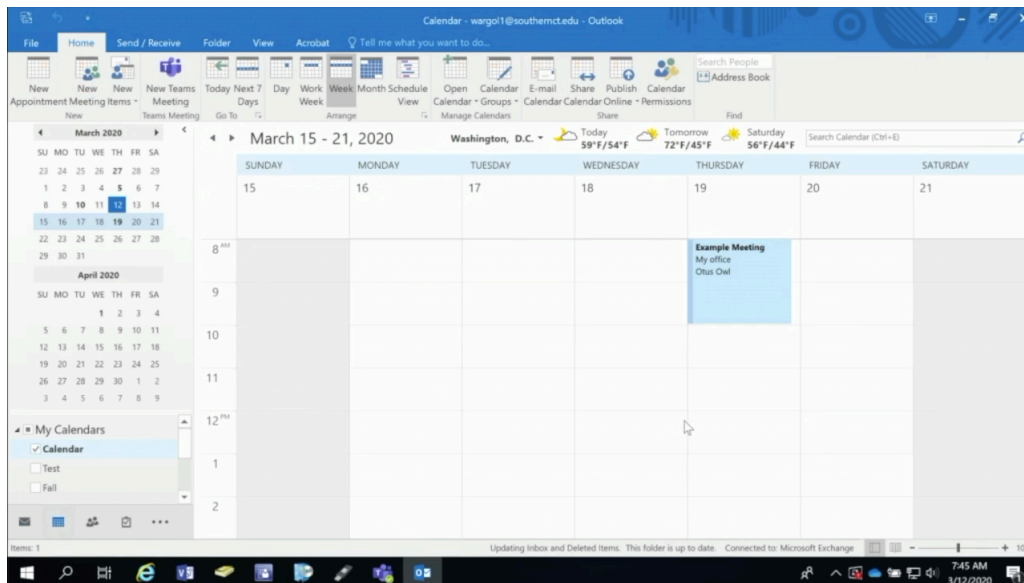 Calendar - wargol1@southernct.edu - Outlook
File Home Send / Receive Folder View Acrobat Tell me what you want to do...
New Appointment
New Meeting
New Items
New Teams Meeting
Today
Next 7 Days
Day
Work Week
Week
Month
Schedule View
Open Calendar
Calendar Groups
E-mail Calendar
Share Calendar
Publish Online
Calendar Permissions
Search People
Address Book
New
Teams Meeting
Go To
Arrange
Manage Calendars
Share
Find
March 2020
SU MO TU WE TH FR SA
23 24 25 26 27 28 29
1 2 3 4 5 6 7
8 9 10 11 12 13 14
15 16 17 18 19 20 21
22 23 24 25 26 27 28
29 30 31
April 2020
SU MO TU WE TH FR SA
1 2 3 4
5 6 7 8 9 10 11
12 13 14 15 16 17 18
19 20 21 22 23 24 25
26 27 28 29 30 1 2
3 4 5 6 7 8 9
My Calendars
Calendar
Test
Fall
March 15 - 21, 2020
Washington, D.C.
Today
59°F/54°F
Tomorrow
72°F/45°F
Saturday
56°F/44°F
Search Calendar (Ctrl+E)
SUNDAY MONDAY TUESDAY WEDNESDAY THURSDAY FRIDAY SATURDAY
15 16 17 18 19 20 21
8 AM
Example Meeting
My office
Otus Owl
9
10
11
12 PM
1
2
Items: 1
Updating Inbox and Deleted Items. This folder is up to date. Connected to: Microsoft Exchange
10
7:45 AM
3/12/2020